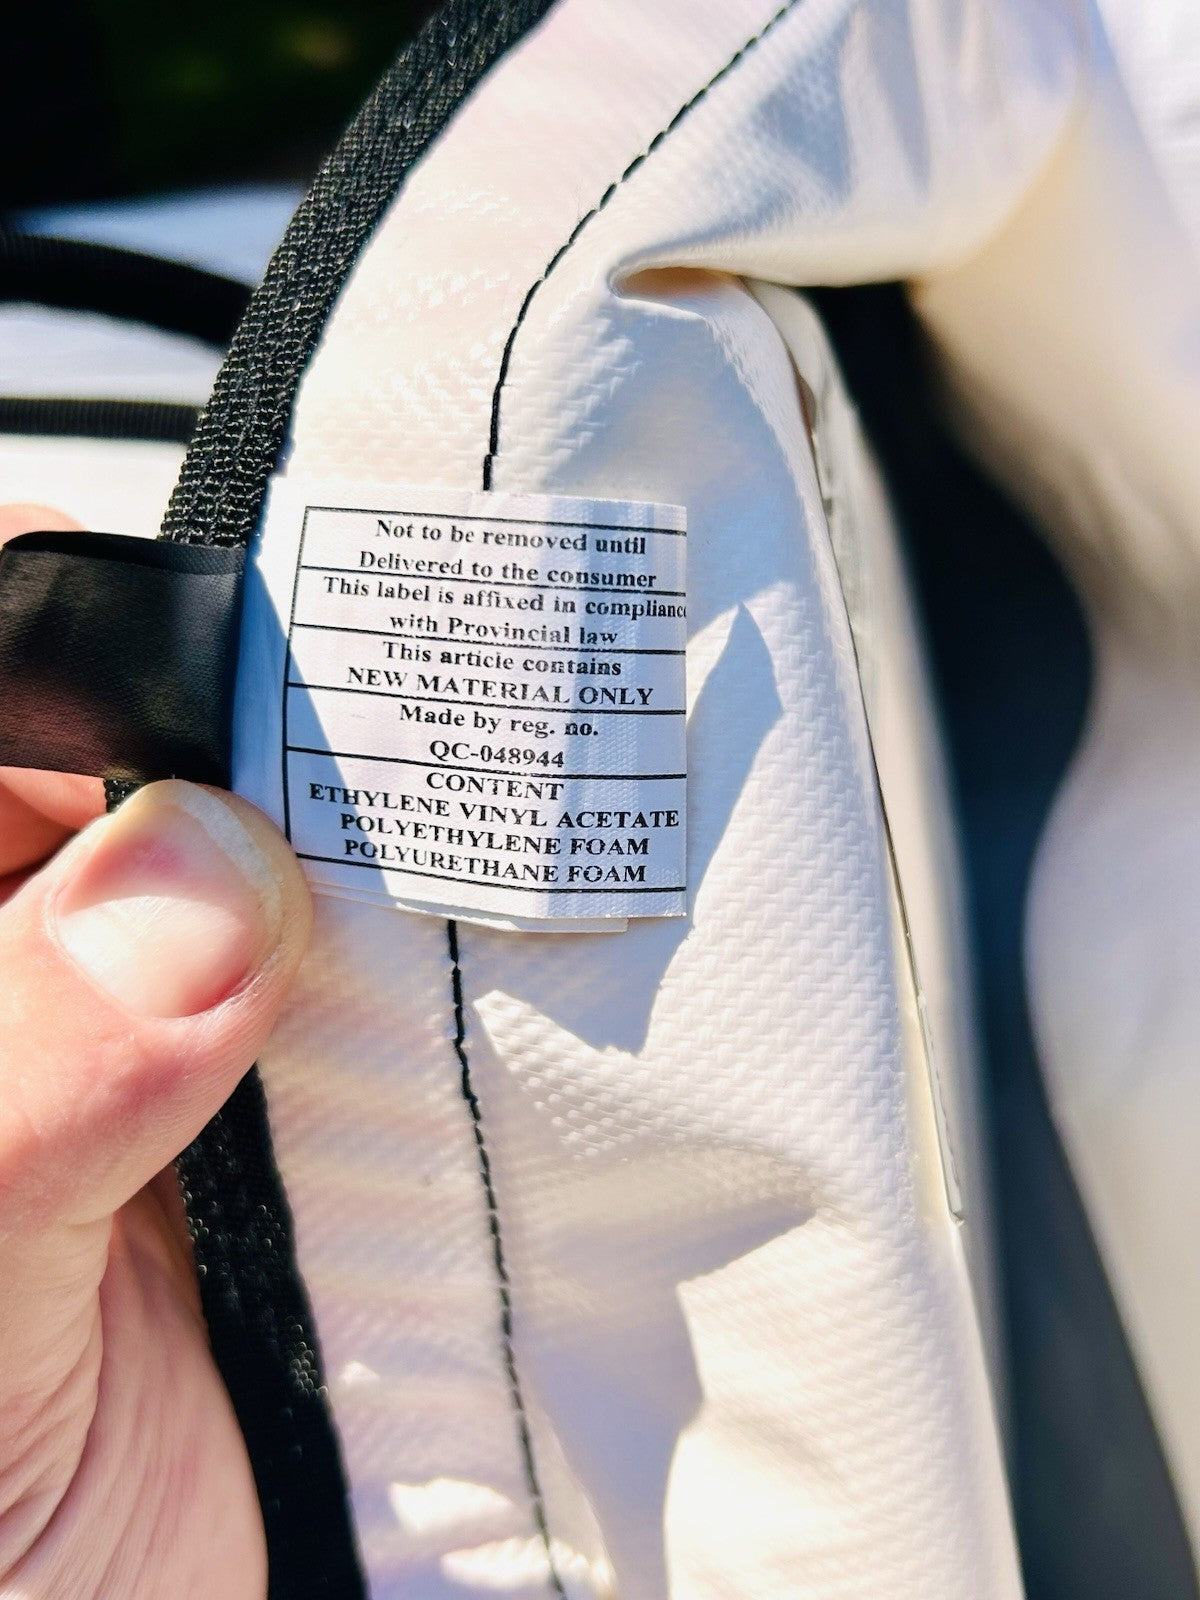 Not to be removed until
Delivered to the consumer
This label is affixed in compliance
with Provincial law
This article contains
NEW MATERIAL ONLY
Made by reg. no.
QC-048944
CONTENT
ETHYLENE VINYL ACETATE
POLYETHYLENE FOAM
POLYURETHANE FOAM